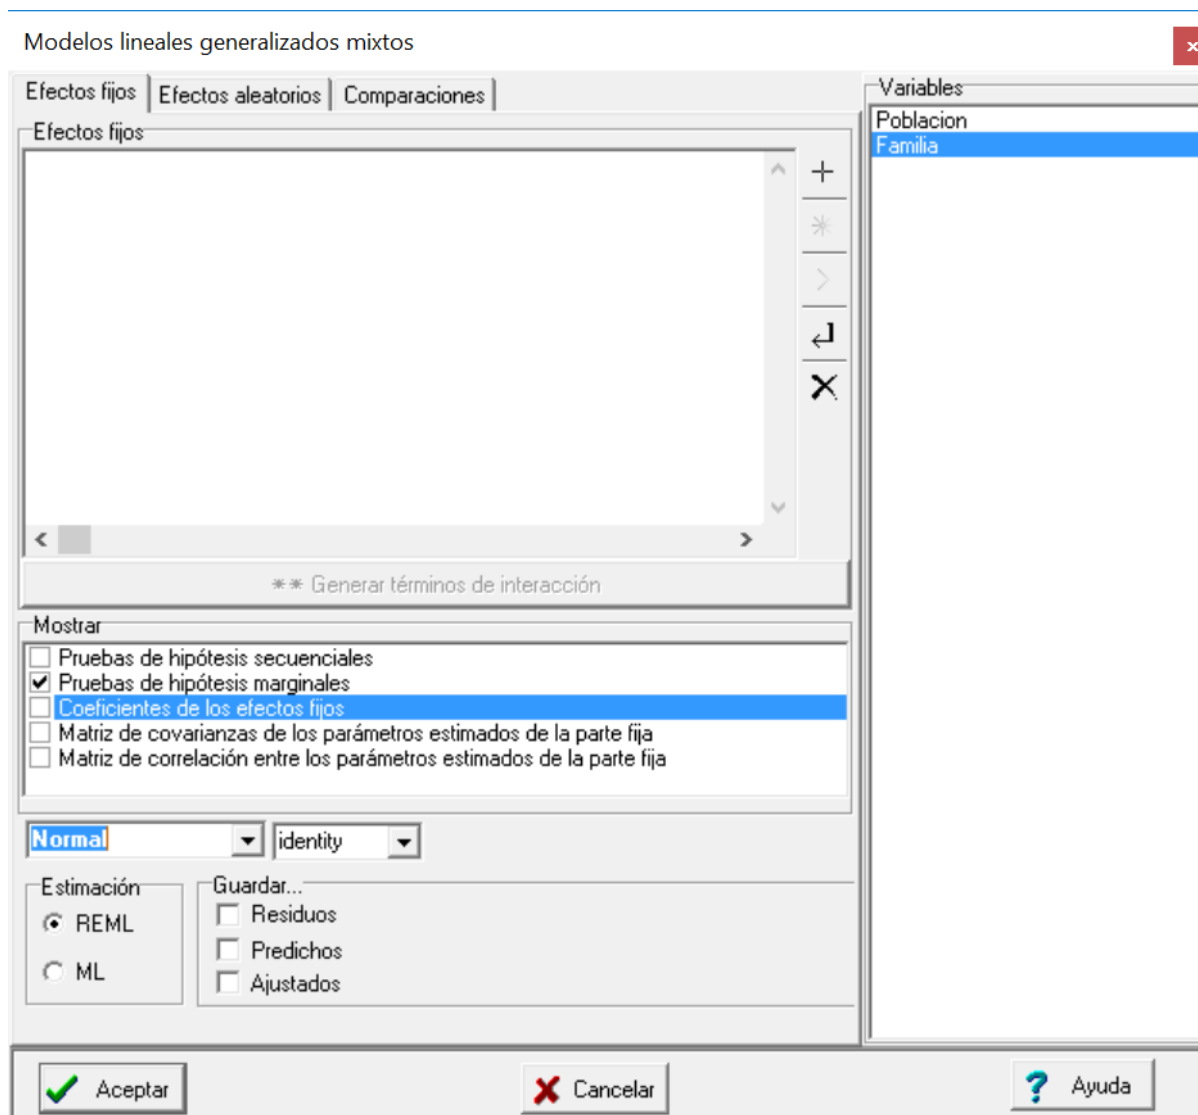 Modelos lineales generalizados mixtos
Efectos fijos Efectos aleatorios Comparaciones
Efectos fijos
** Generar términos de interacción
Mostrar
Pruebas de hipótesis secuenciales
Pruebas de hipótesis marginales
Coeficientes de los efectos fijos
Matriz de covarianzas de los parámetros estimados de la parte fija
Matriz de correlación entre los parámetros estimados de la parte fija
Normal identity
Estimación
REML
ML
Guardar...
Residuos
Predichos
Ajustados
Variables
Poblacion
Familia
Aceptar Cancelar Ayuda